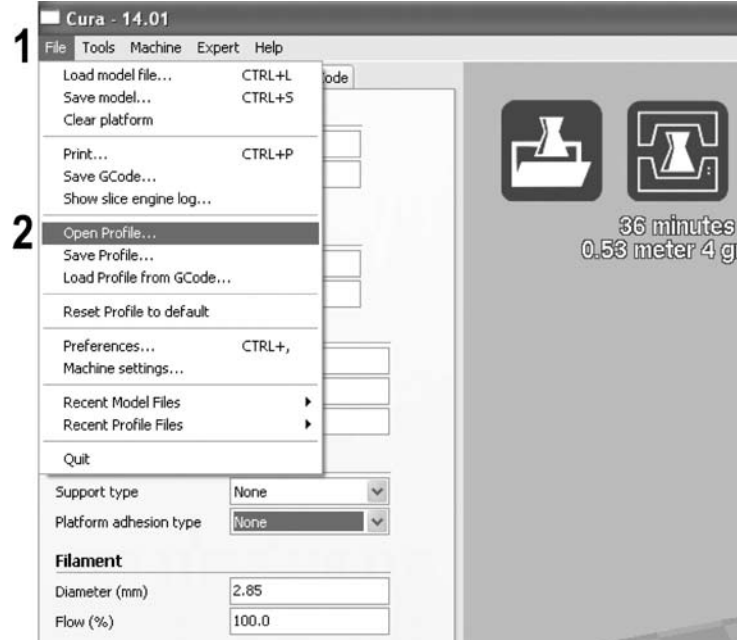 Cura - 14.01
1
File Tools Machine Expert Help
Load model file... CTRL+L
Save model... CTRL+S
Clear platform
Print... CTRL+P
Save GCode...
Show slice engine log...
2
Open Profile...
Save Profile...
Load Profile from GCode...
Reset Profile to default
Preferences... CTRL+,
Machine settings...
Recent Model Files
Recent Profile Files
Quit
ode
Support type None
Platform adhesion type None
Filament
Diameter (mm) 2.85
Flow (%) 100.0
36 minutes
0.53 meter 4 gr